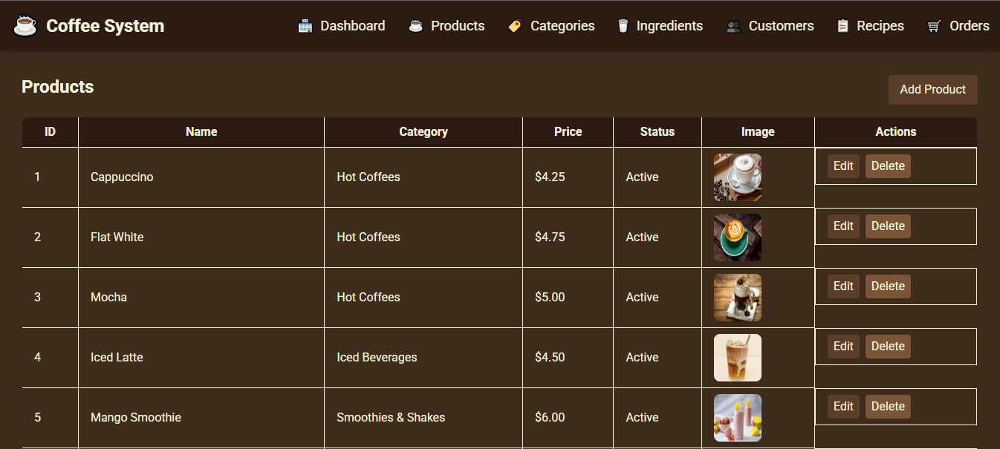 Coffee System Dashboard Products Categories Ingredients Customers Recipes Orders
Products Add Product
ID Name Category Price Status Image Actions
1 Cappuccino Hot Coffees $4.25 Active Edit Delete
2 Flat White Hot Coffees $4.75 Active Edit Delete
3 Mocha Hot Coffees $5.00 Active Edit Delete
4 Iced Latte Iced Beverages $4.50 Active Edit Delete
5 Mango Smoothie Smoothies & Shakes $6.00 Active Edit Delete